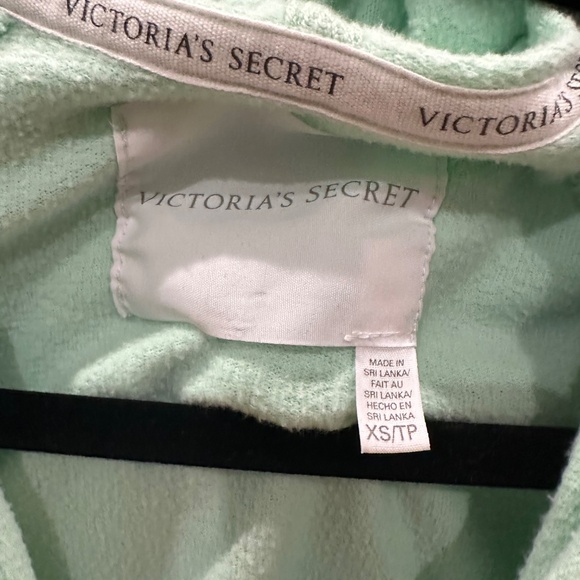 VICTORIA'S SECRET
VICTORIA'S
VICTORIA'S SECRET
MADE IN
SRI LANKA/
FAIT AU
SRI LANKA/
HECHO EN
SRI LANKA
XS/TP